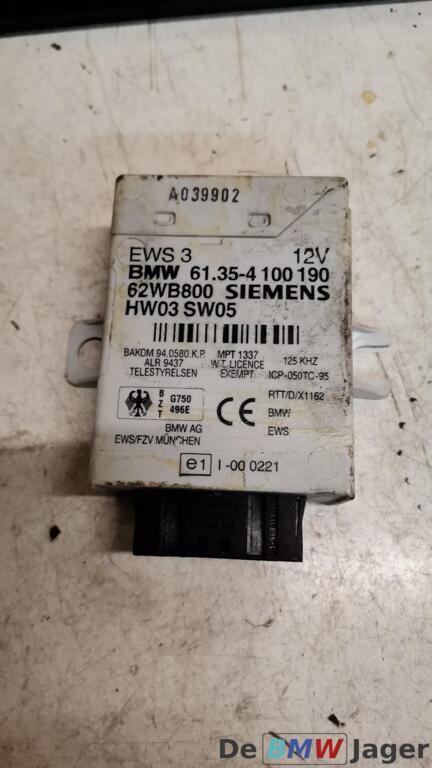 A039902
EWS 3 12V
BMW 61.35-4 100 190
62WB800 SIEMENS
HW03 SW05
BAKOM 94.0580.K.P. MPT 1337 125 KHZ
ALR 9437 W.T. LICENCE
TELESTYRELSEN EXEMPT ICP-050TC-95
BZT G750 496E CE RTT/D/X1162
BMW
BMW AG EWS
EWS/FZV MÜNCHEN
e1 I-00 0221
De BMW Jager